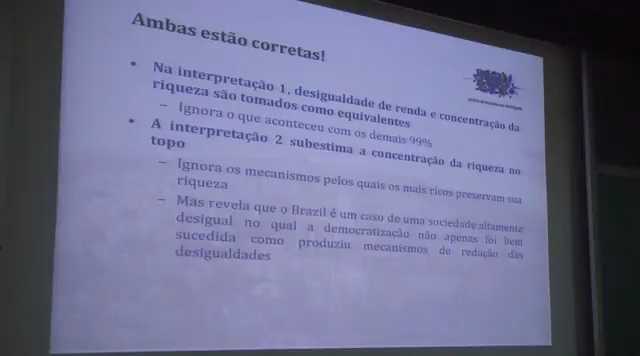 Ambas estão corretas!
• Na interpretação 1, desigualdade de renda e concentração da
riqueza são tomados como equivalentes
– Ignora o que aconteceu com os demais 99%
• A interpretação 2 subestima a concentração da riqueza no
topo
– Ignora os mecanismos pelos quais os mais ricos preservam sua
riqueza
– Mas revela que o Brazil é um caso de uma sociedade altamente
desigual no qual a democratização não apenas foi bem
sucedida como produziu mecanismos de redução das
desigualdades